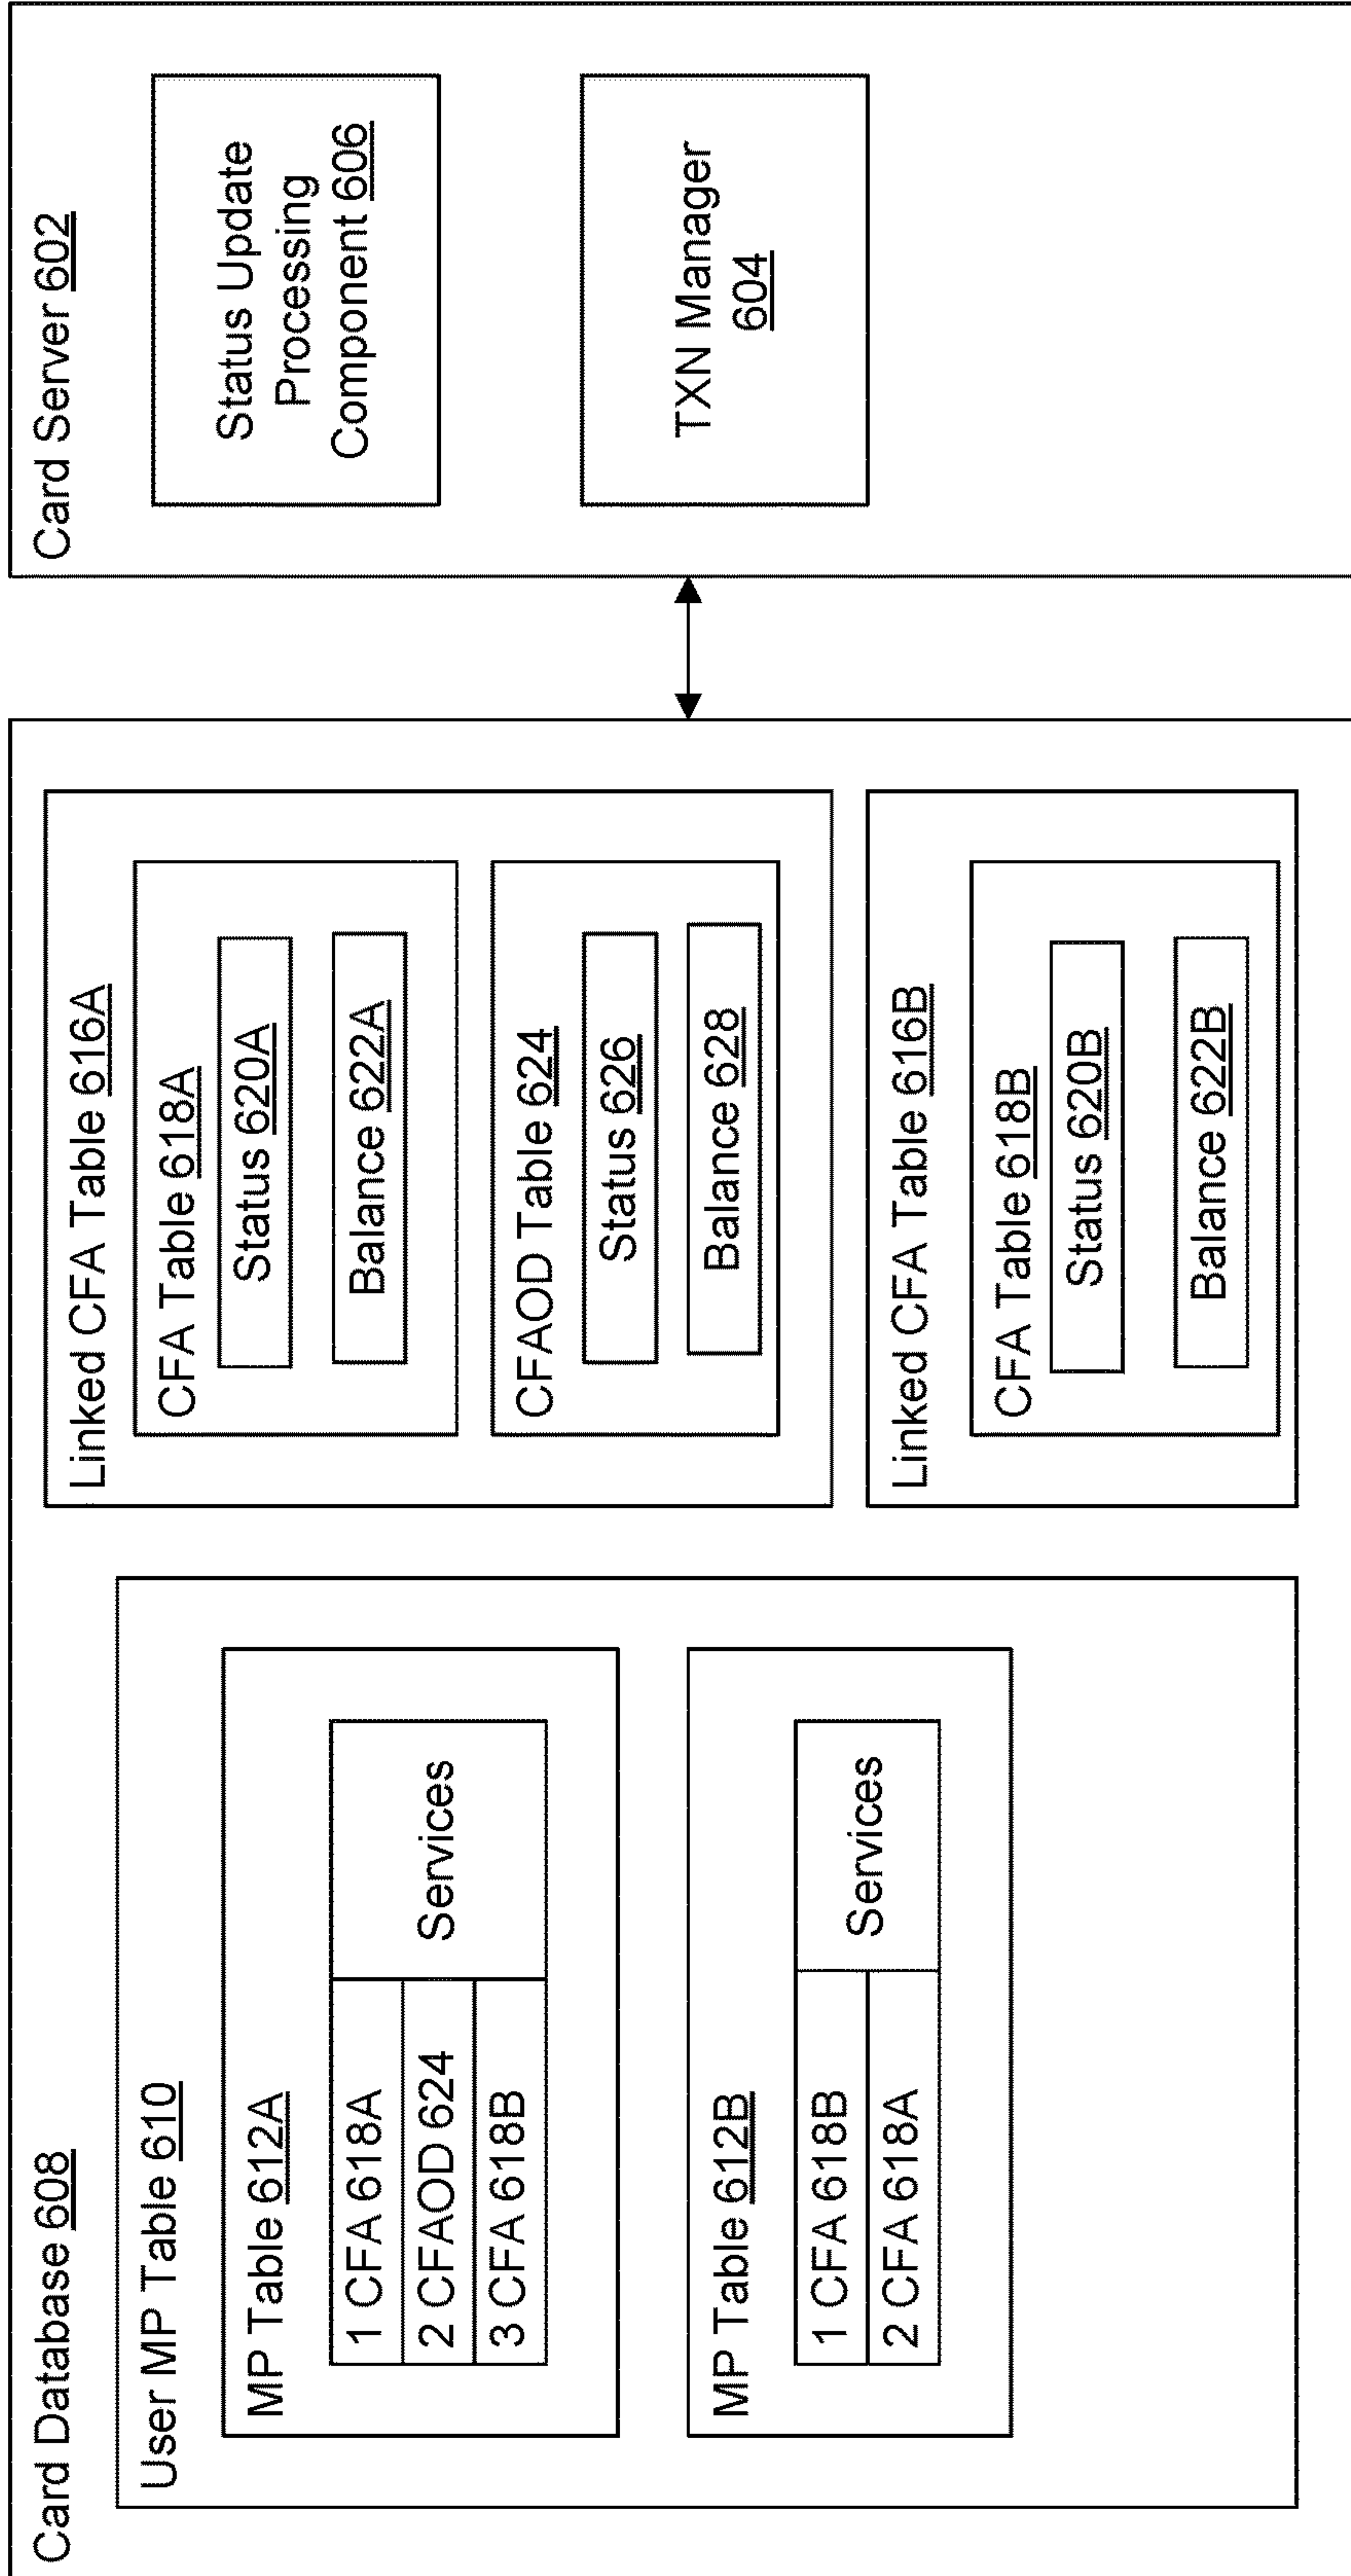 Card Database 608
User MP Table 610
MP Table 612A
1 CFA 618A
2 CFAOD 624
3 CFA 618B
Services
MP Table 612B
1 CFA 618B
2 CFA 618A
Services
Linked CFA Table 616A
CFA Table 618A
Status 620A
Balance 622A
CFAOD Table 624
Status 626
Balance 628
Linked CFA Table 616B
CFA Table 618B
Status 620B
Balance 622B
Card Server 602
Status Update
Processing
Component 606
TXN Manager
604